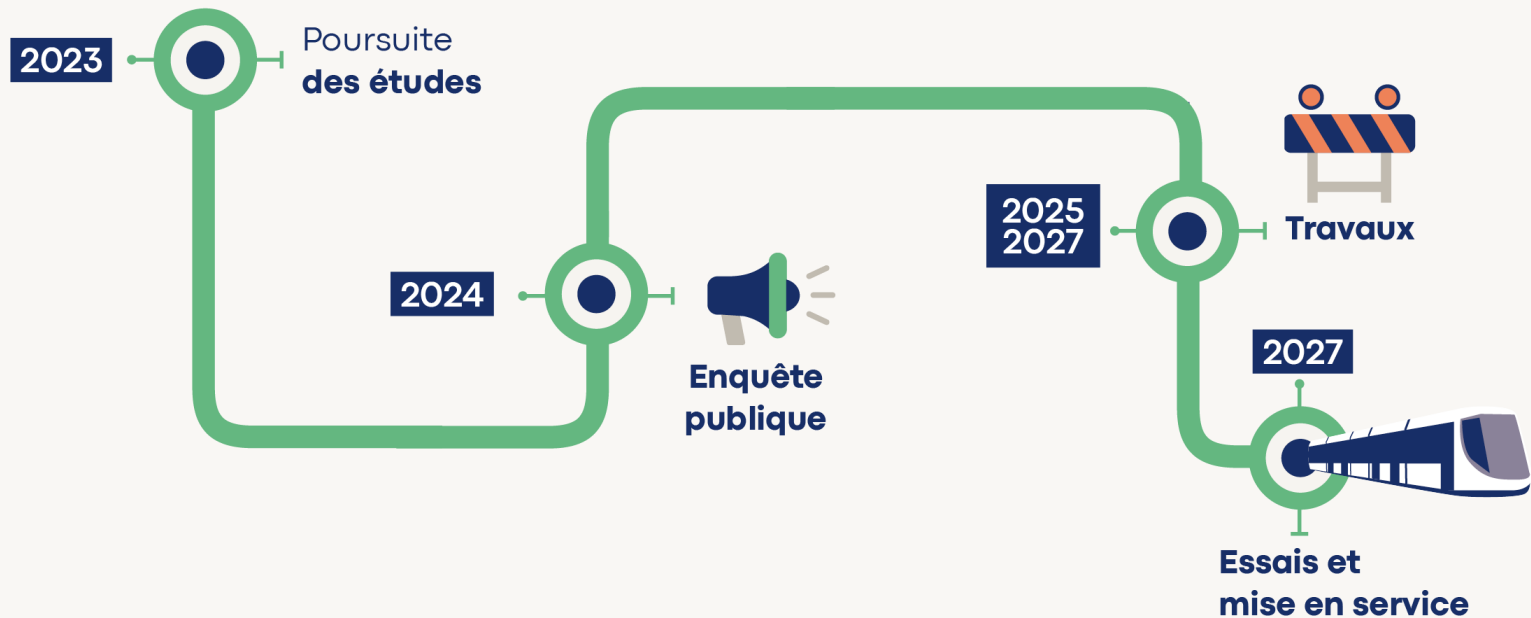 2023
Poursuite
des études
2024
Enquête
publique
2025
2027
Travaux
2027
Essais et
mise en service